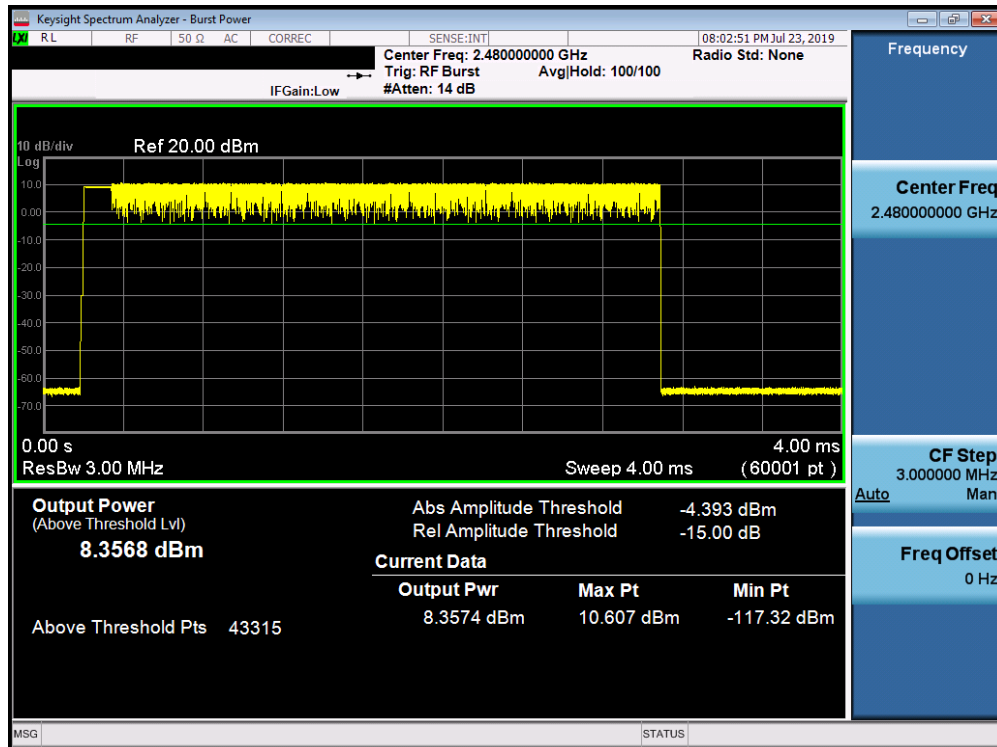 Keysight Spectrum Analyzer - Burst Power
LXI RL RF 50 Ω AC CORREC SENSE:INT 08:02:51 PM Jul 23, 2019
Center Freq: 2.480000000 GHz Radio Std: None
Trig: RF Burst Avg|Hold: 100/100
IFGain:Low #Atten: 14 dB
10 dB/div Ref 20.00 dBm
Log
10.0
0.00
-10.0
-20.0
-30.0
-40.0
-50.0
-60.0
-70.0
0.00 s 4.00 ms
ResBw 3.00 MHz Sweep 4.00 ms (60001 pt)
Output Power
(Above Threshold Lvl)
8.3568 dBm
Above Threshold Pts 43315
Abs Amplitude Threshold -4.393 dBm
Rel Amplitude Threshold -15.00 dB
Current Data
Output Pwr Max Pt Min Pt
8.3574 dBm 10.607 dBm -117.32 dBm
Frequency
Center Freq
2.480000000 GHz
CF Step
3.000000 MHz
Auto Man
Freq Offset
0 Hz
MSG STATUS